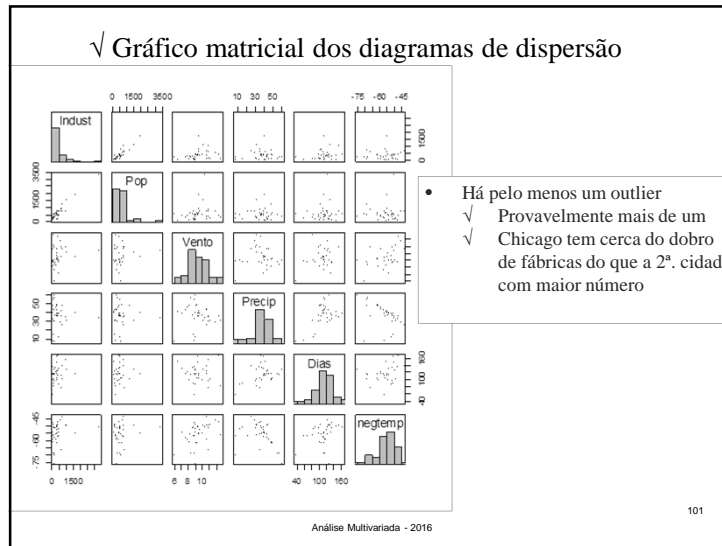 √ Gráfico matricial dos diagramas de dispersão
0 1500 3500
10 30 50
-75 -60 -45
Indust
0 1500
0 1500 3500
Pop
Vento
10 30 50
Precip
Dias
40 100 160
-75 -60 -45
negtemp
0 1500
6 8 10
40 100 160
• Há pelo menos um outlier
√ Provavelmente mais de um
√ Chicago tem cerca do dobro
de fábricas do que a 2ª. cidad
com maior número
101
Análise Multivariada - 2016